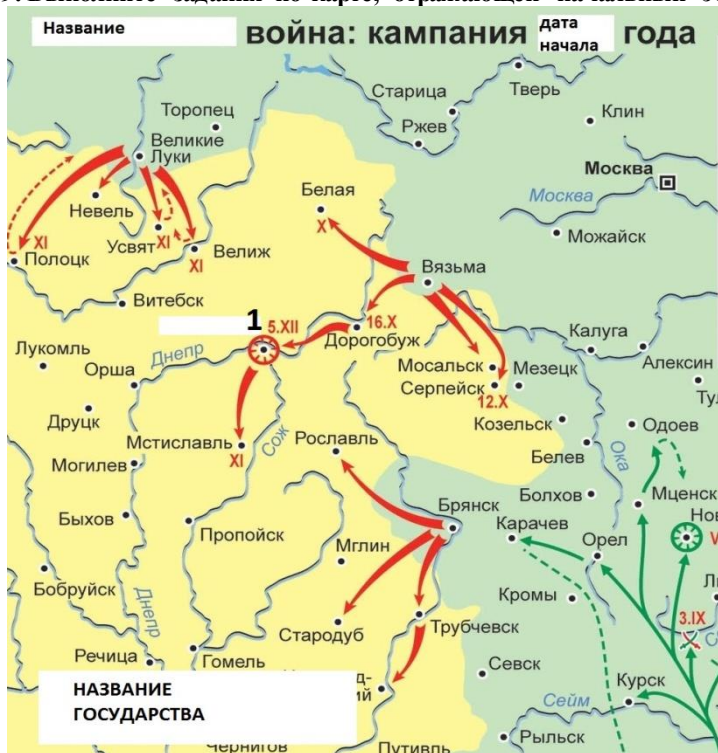 Название война: кампания дата начала года
Тверь
Старица
Клин
Торопец
Ржев
Великие
Луки
Москва
Белая
Москва
Невель
X
XI
Усвят XI
Велиж
Можайск
Полоцк
XI
Вязьма
Витебск
1 5.XII
16.X
Калуга
Лукомль
Днепр
Дорогобуж
Алексин
Орша
Мосальск
Мезецк
Серпейск
Друцк
12.X
Козельск
Одоев
Мстиславль
Рославль
XI
Сож
Белев
Ока
Могилев
Болхов
Мценск
Брянск
Быхов
Пропойск
Карачев
Орел
Мглин
Бобруйск
Кромы
3.IX
Днепр
Стародуб
Трубчевск
Речица
Гомель
Севск
Курск
НАЗВАНИЕ
ГОСУДАРСТВА
Сейм
Чернигов
Путивль
Рыльск